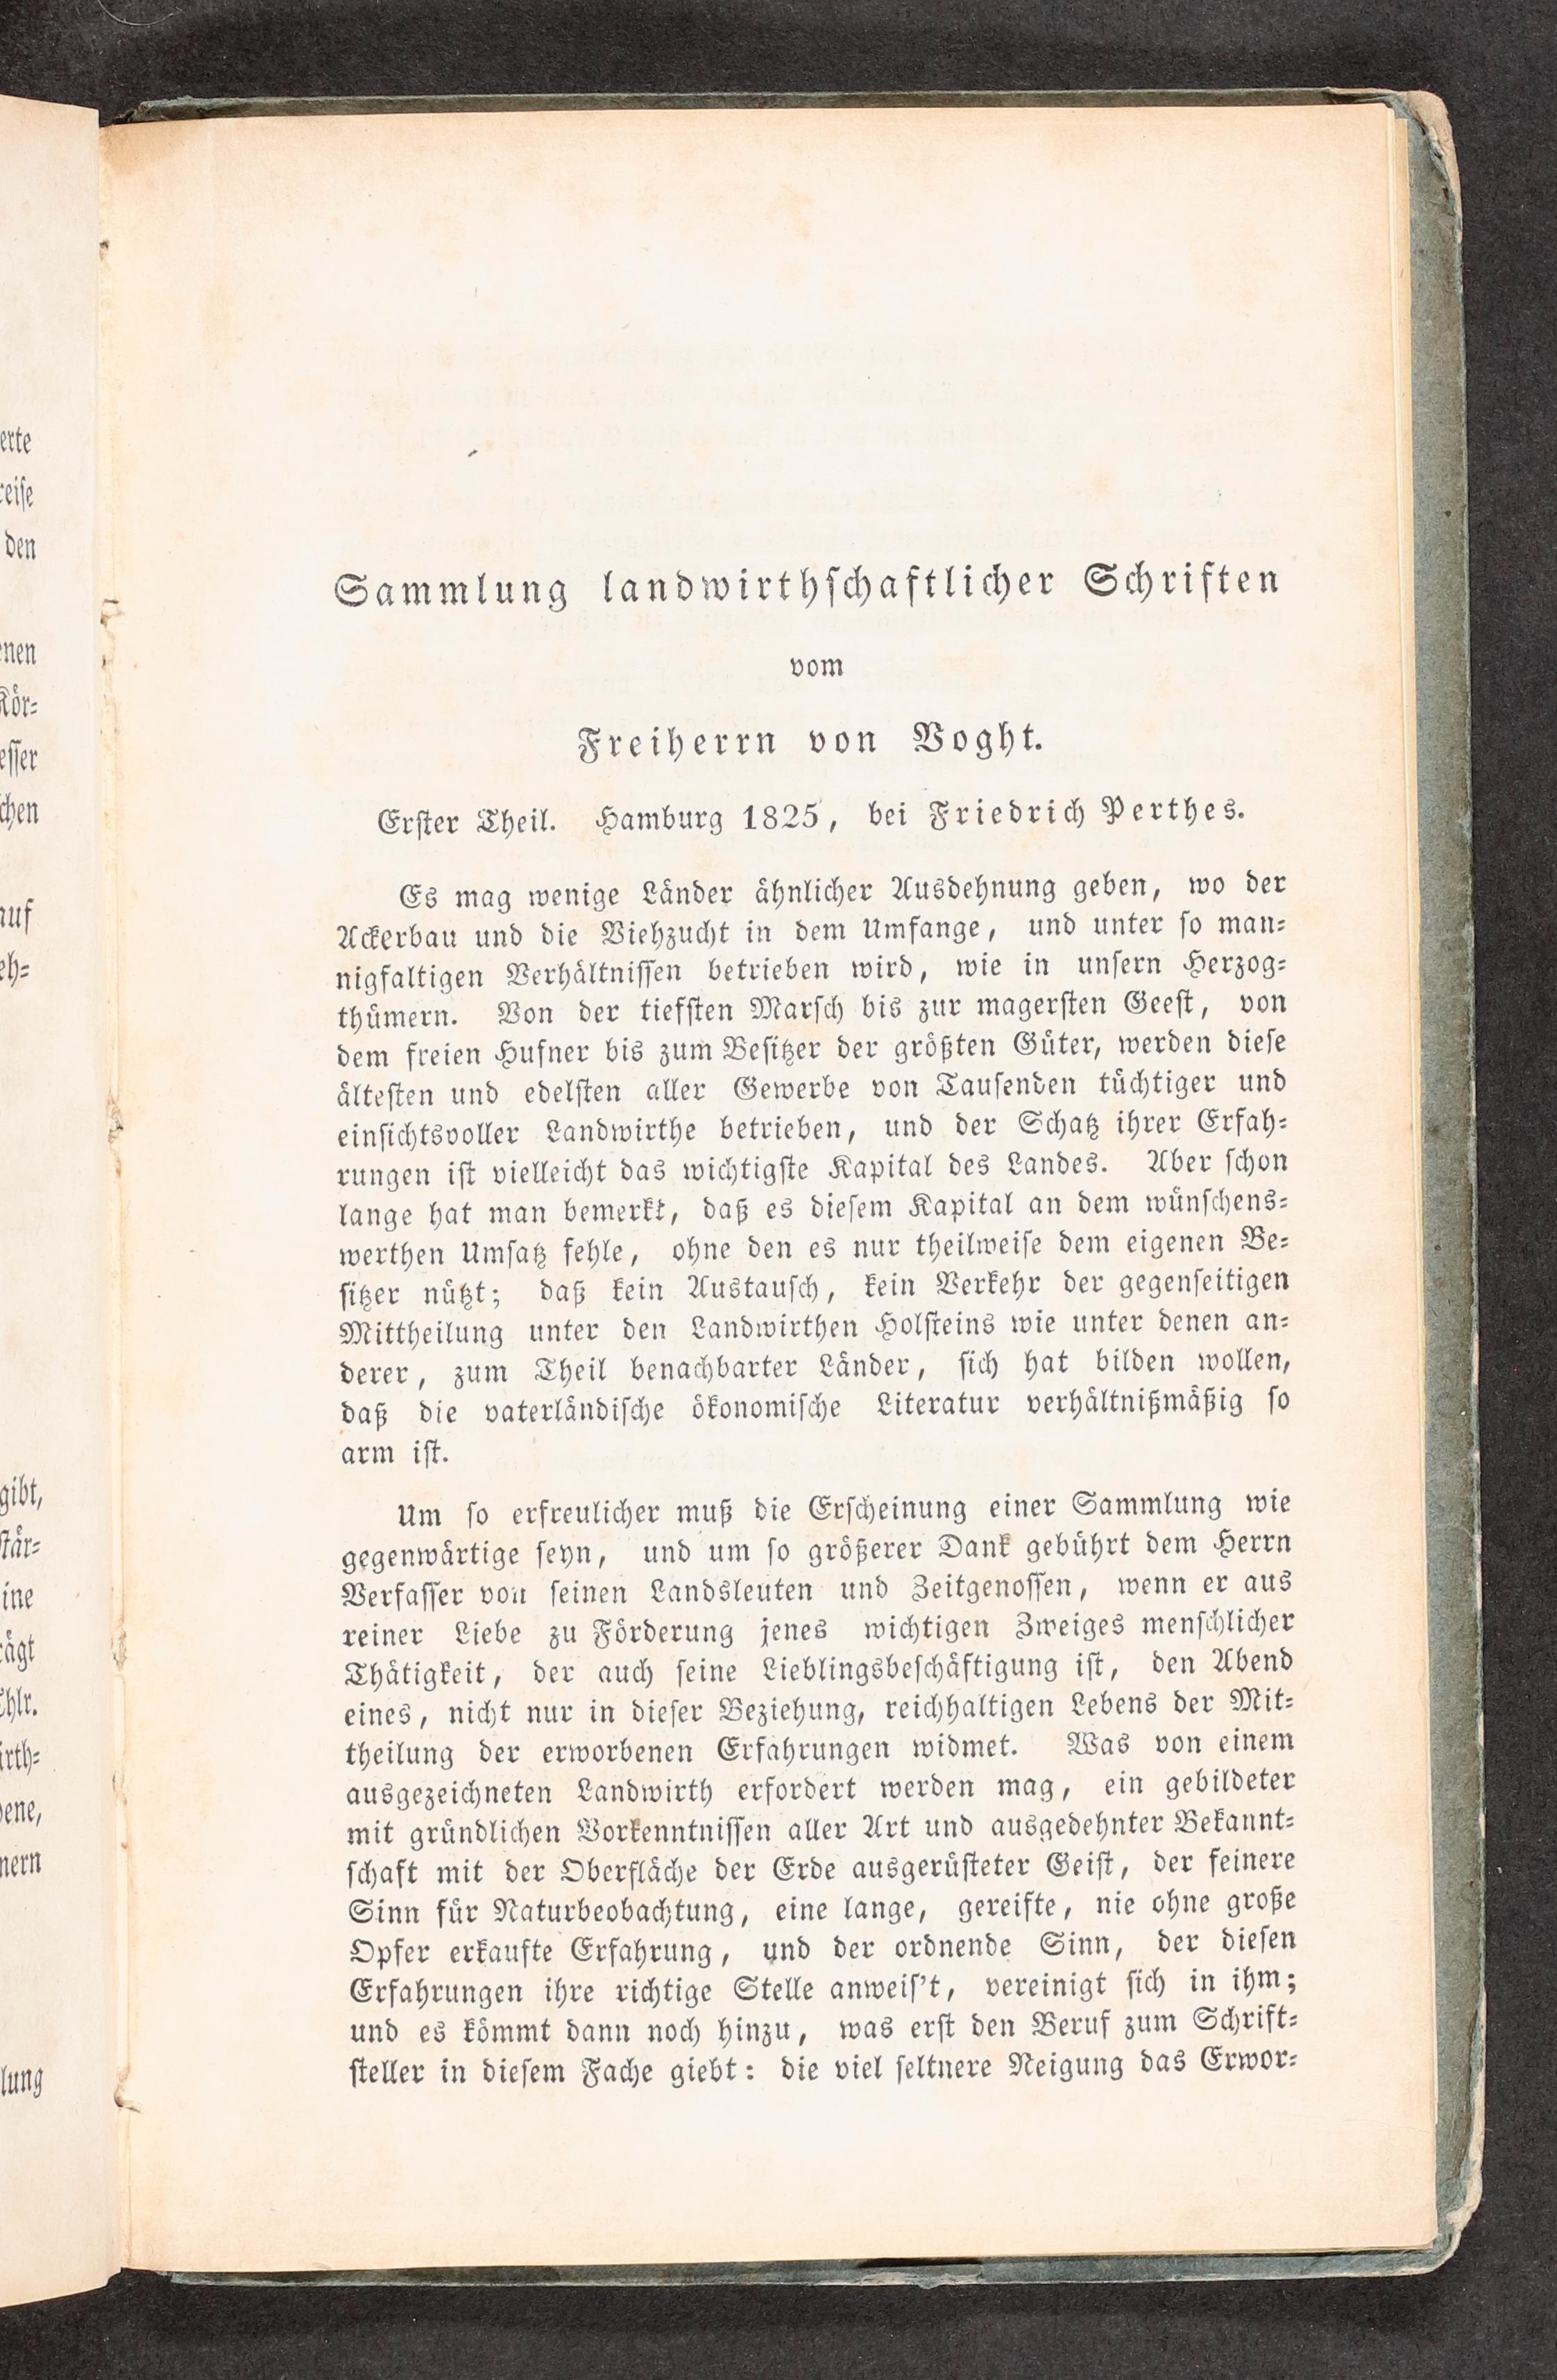 Sammlung landwirthschaftlicher Schriften
vom
Freiherrn von Voght.
Erster Theil. Hamburg 1825, bei Friedrich Perthes.
Es mag wenige Länder ähnlicher Ausdehnung geben, wo der
Ackerbau und die Viehzucht in dem Umfange, und unter so man-
nigfaltigen Verhältnissen betrieben wird, wie in unsern Herzog-
thümern. Von der tiefsten Marsch bis zur magersten Geest, von
dem freien Hufner bis zum Besitzer der größten Güter, werden diese
ältesten und edelsten aller Gewerbe von Tausenden tüchtiger und
einsichtsvoller Landwirthe betrieben, und der Schatz ihrer Erfah-
rungen ist vielleicht das wichtigste Kapital des Landes. Aber schon
lange hat man bemerkt, daß es diesem Kapital an dem wünschens-
werthen Umsatz fehle, ohne den es nur theilweise dem eigenen Be-
sitzer nützt; daß kein Austausch, kein Verkehr der gegenseitigen
Mittheilung unter den Landwirthen Holsteins wie unter denen an-
derer, zum Theil benachbarter Länder, sich hat bilden wollen,
daß die vaterländische ökonomische Literatur verhältnißmäßig so
arm ist.
Um so erfreulicher muß die Erscheinung einer Sammlung wie
gegenwärtige seyn, und um so größerer Dank gebührt dem Herrn
Verfasser von seinen Landsleuten und Zeitgenossen, wenn er aus
reiner Liebe zu Förderung jenes wichtigen Zweiges menschlicher
Thätigkeit, der auch seine Lieblingsbeschäftigung ist, den Abend
eines, nicht nur in dieser Beziehung, reichhaltigen Lebens der Mit-
theilung der erworbenen Erfahrungen widmet. Was von einem
ausgezeichneten Landwirth erfordert werden mag, ein gebildeter
mit gründlichen Vorkenntnissen aller Art und ausgedehnter Bekannt-
schaft mit der Oberfläche der Erde ausgerüsteter Geist, der feinere
Sinn für Naturbeobachtung, eine lange, gereifte, nie ohne große
Opfer erkaufte Erfahrung, und der ordnende Sinn, der diesen
Erfahrungen ihre richtige Stelle anweis't, vereinigt sich in ihm;
und es kömmt dann noch hinzu, was erst den Beruf zum Schrift-
steller in diesem Fache giebt: die viel seltnere Neigung das Erwor-